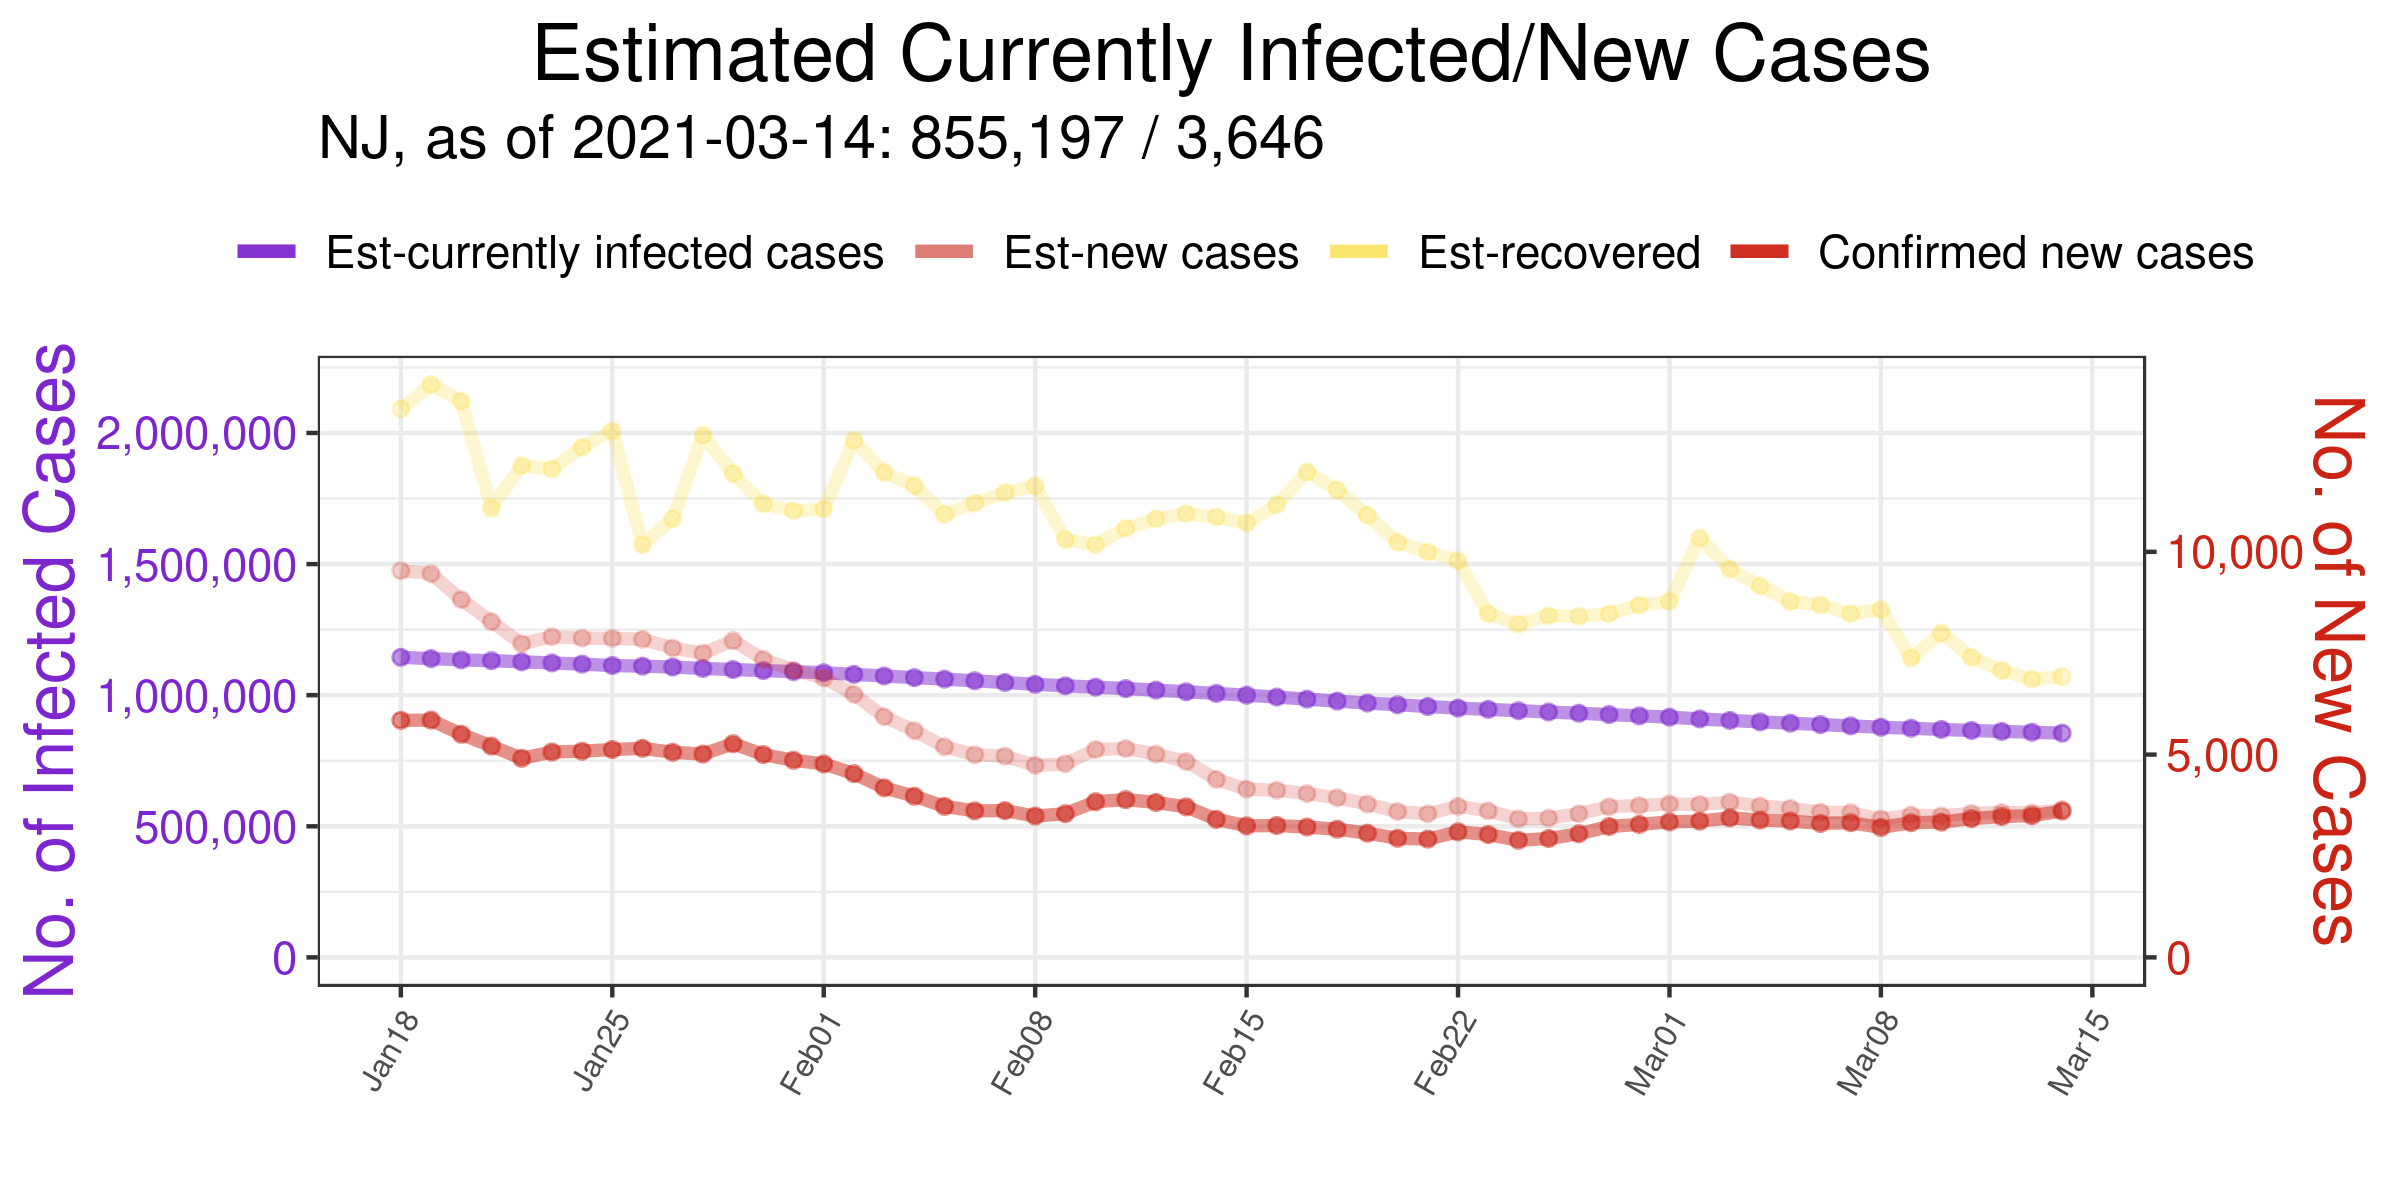 Estimated Currently Infected/New Cases
NJ, as of 2021-03-14: 855,197 / 3,646
Est-currently infected cases Est-new cases Est-recovered Confirmed new cases
No. of Infected Cases
2,000,000
1,500,000
1,000,000
500,000
0
10,000
5,000
0
No. of New Cases
Jan18 Jan25 Feb01 Feb08 Feb15 Feb22 Mar01 Mar08 Mar15